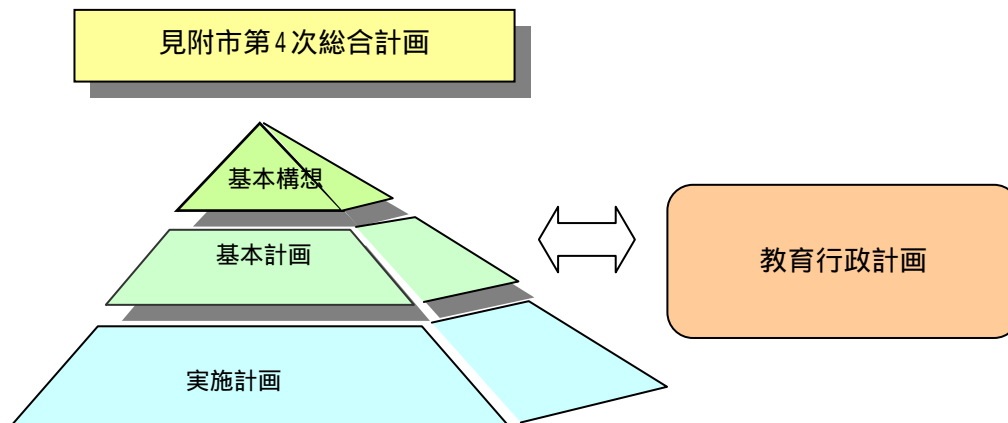 見附市第4次総合計画
基本構想
基本計画
教育行政計画
実施計画